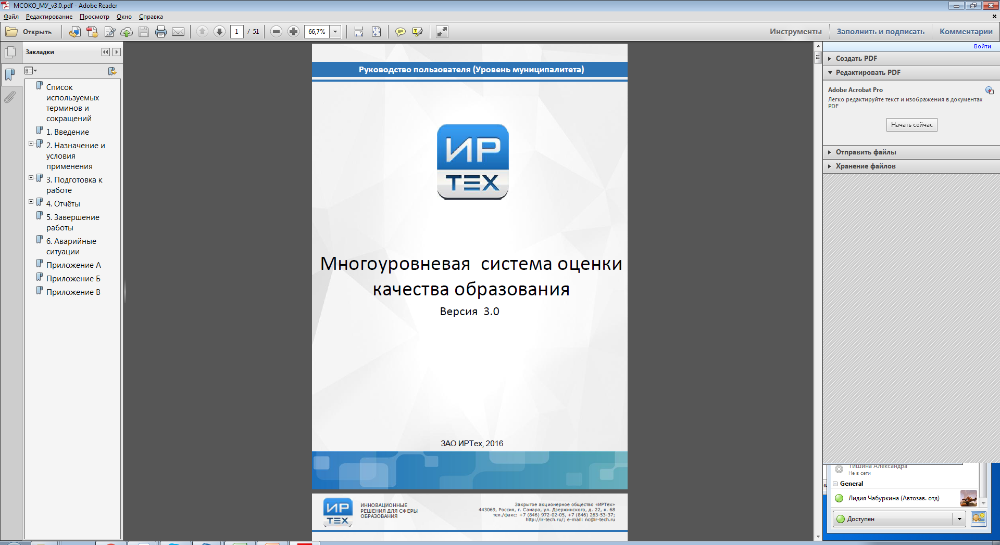 МСОКО_МУ_v3.0.pdf - Adobe Reader
Файл Редактирование Просмотр Окно Справка
Открыть 1 / 51 66,7% Инструменты Заполнить и подписать Комментарии
Закладки
Список
используемых
терминов и
сокращений
1. Введение
2. Назначение и
условия
применения
3. Подготовка к
работе
4. Отчёты
5. Завершение
работы
6. Аварийные
ситуации
Приложение А
Приложение Б
Приложение В
Руководство пользователя (Уровень муниципалитета)
ИР
ТЕХ
Многоуровневая система оценки
качества образования
Версия 3.0
ЗАО ИРТех, 2016
ИР
ТЕХ
ИННОВАЦИОННЫЕ
РЕШЕНИЯ ДЛЯ СФЕРЫ
ОБРАЗОВАНИЯ
Закрытое акционерное общество «ИРТех»
443069, Россия, г. Самара, ул. Дзержинского, д. 22, к. 68
тел./факс: +7 (846) 972-02-05, +7 (846) 263-53-37;
http://ir-tech.ru/; e-mail: nc@ir-tech.ru
Войти
Создать PDF
Редактировать PDF
Adobe Acrobat Pro
Легко редактируйте текст и изображения в документах
PDF
Начать сейчас
Отправить файлы
Хранение файлов
Тишина Александра
Не в сети
General
Лидия Чабуркина (Автозав. отд)
Доступен